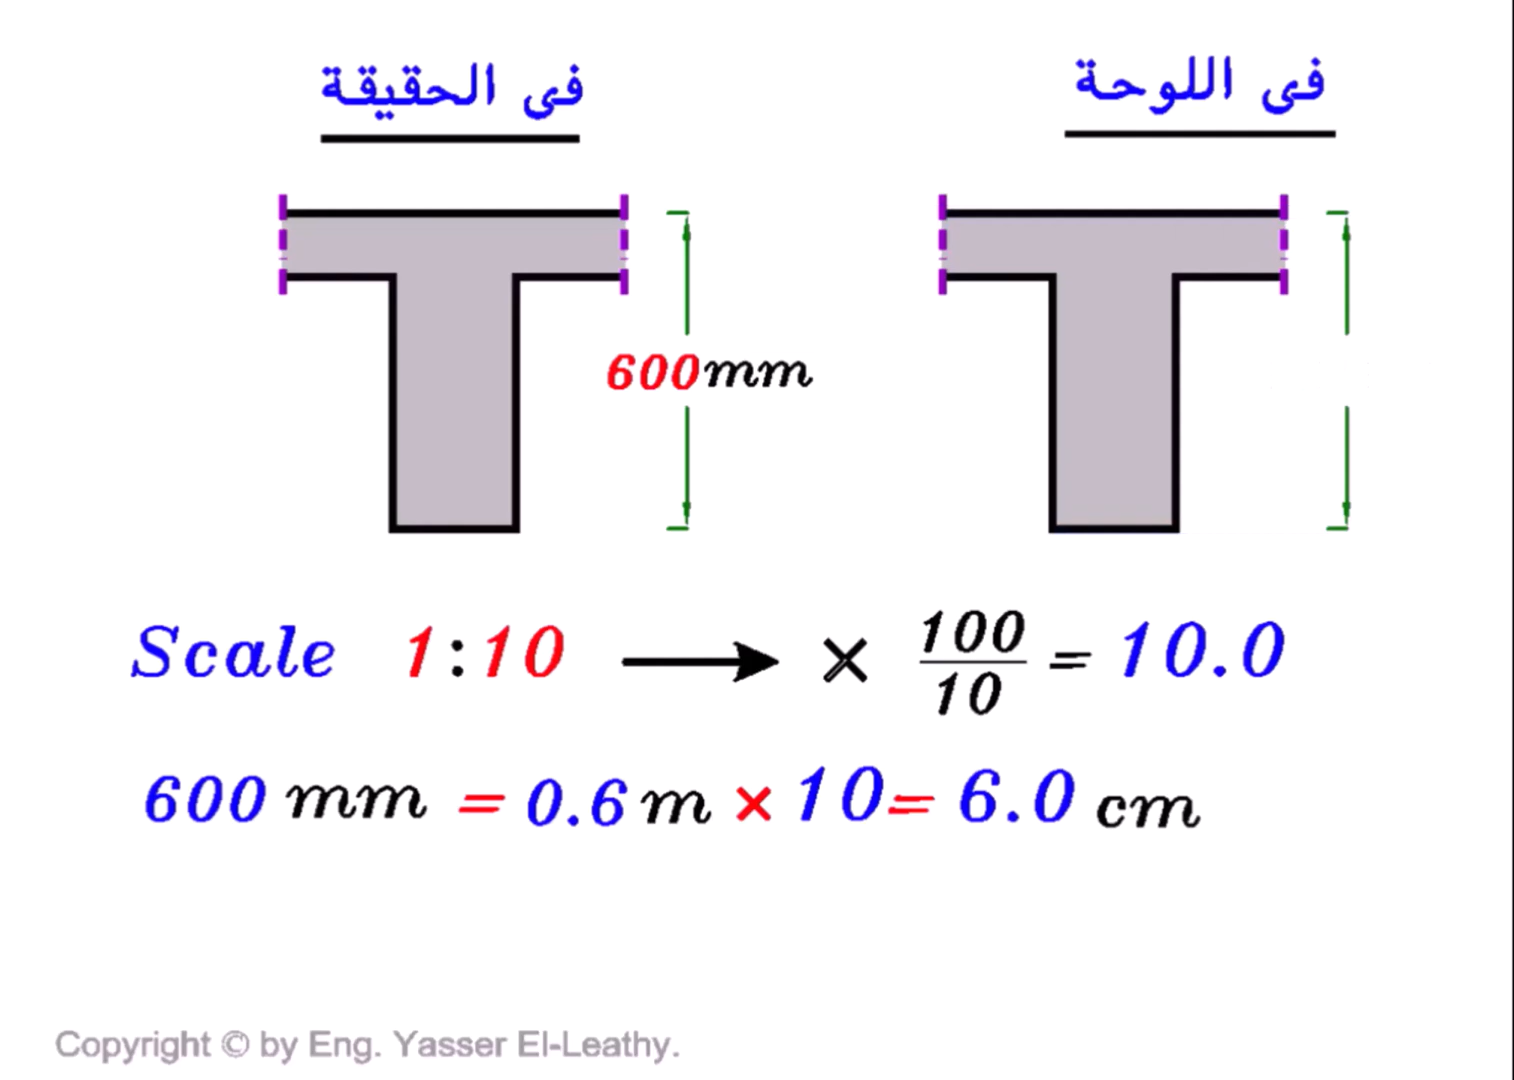 فى الحقيقة
فى اللوحة
600mm
Scale 1:10 → × 100/10 = 10.0
600 mm = 0.6 m × 10 = 6.0 cm
Copyright © by Eng. Yasser El-Leathy.